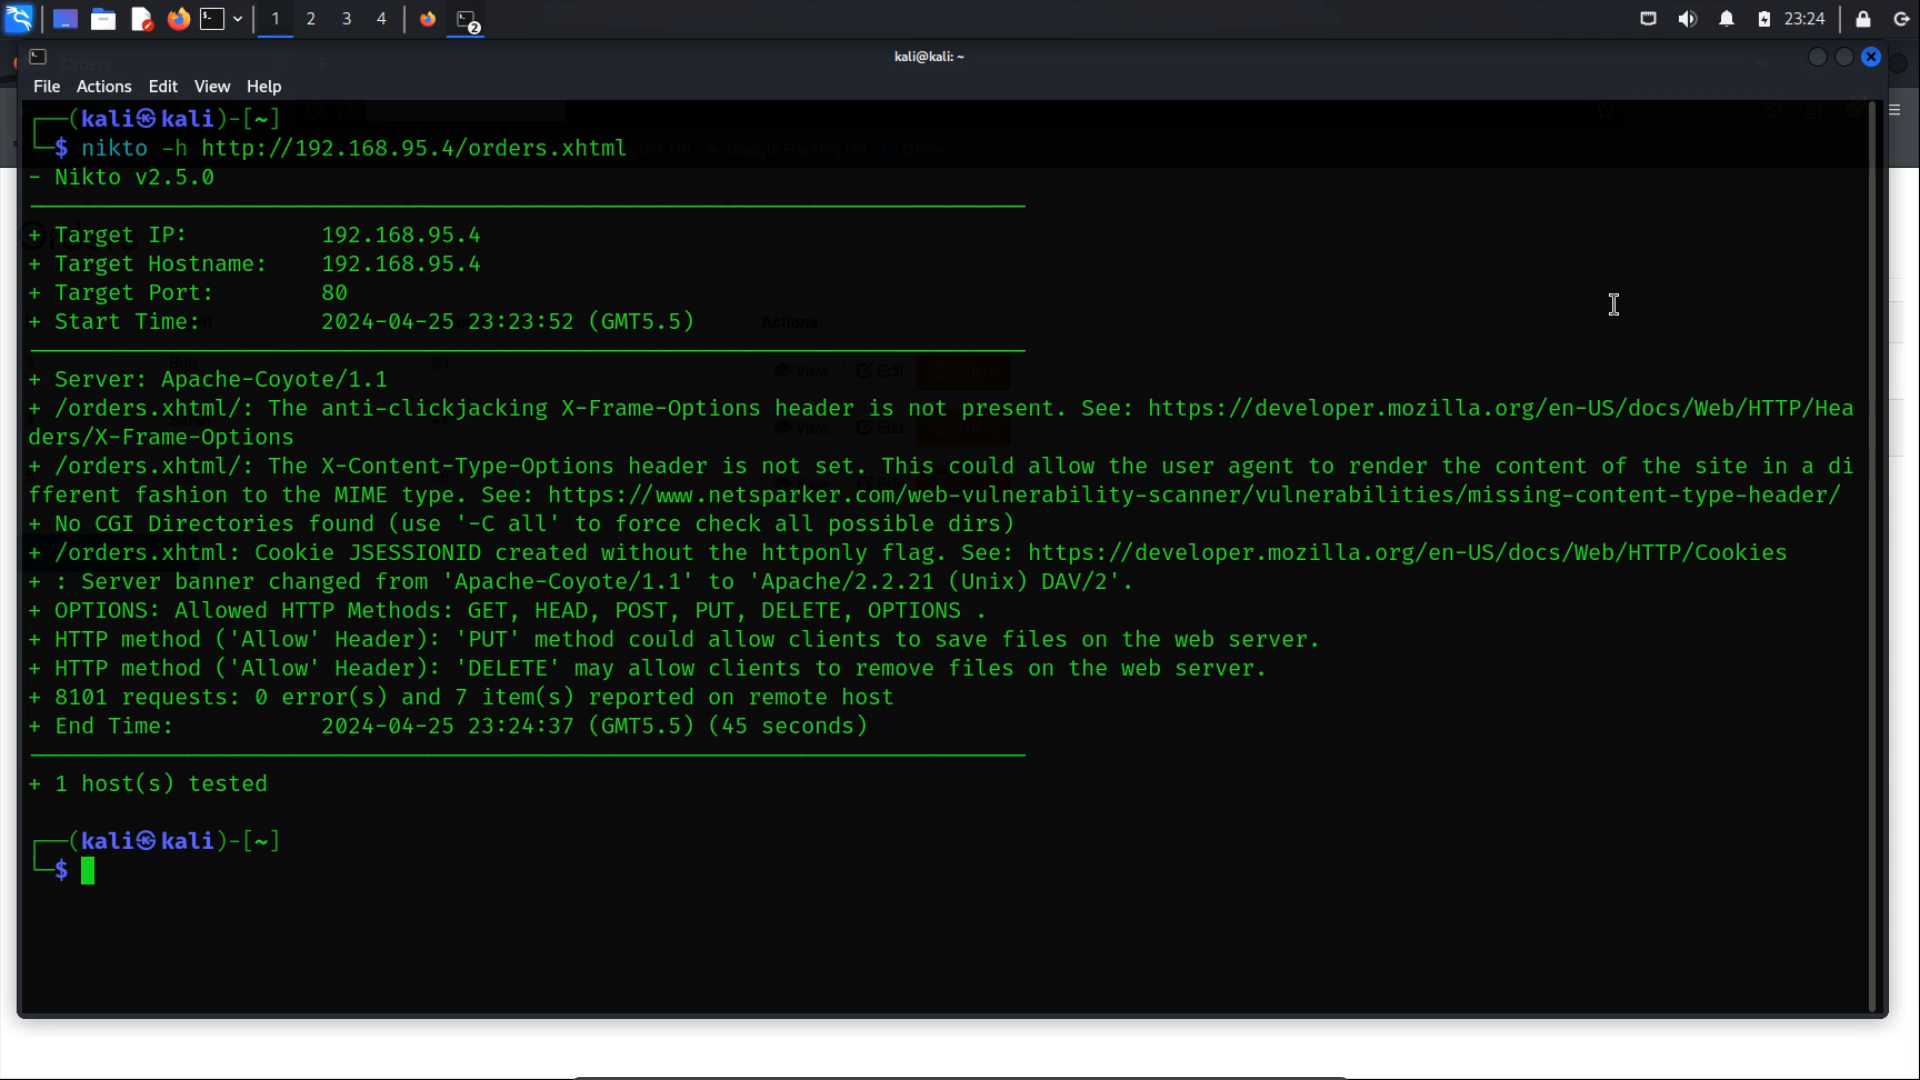 1 2 3 4 2 23:24
kali@kali: ~
File Actions Edit View Help
┌──(kali㉿kali)-[~]
└─$ nikto -h http://192.168.95.4/orders.xhtml
- Nikto v2.5.0
+ Target IP: 192.168.95.4
+ Target Hostname: 192.168.95.4
+ Target Port: 80
+ Start Time: 2024-04-25 23:23:52 (GMT5.5)
Actions
View Edit
View Edit
+ Server: Apache-Coyote/1.1
+ /orders.xhtml/: The anti-clickjacking X-Frame-Options header is not present. See: https://developer.mozilla.org/en-US/docs/Web/HTTP/Hea
ders/X-Frame-Options
+ /orders.xhtml/: The X-Content-Type-Options header is not set. This could allow the user agent to render the content of the site in a di
fferent fashion to the MIME type. See: https://www.netsparker.com/web-vulnerability-scanner/vulnerabilities/missing-content-type-header/
+ No CGI Directories found (use '-C all' to force check all possible dirs)
+ /orders.xhtml: Cookie JSESSIONID created without the httponly flag. See: https://developer.mozilla.org/en-US/docs/Web/HTTP/Cookies
+ : Server banner changed from 'Apache-Coyote/1.1' to 'Apache/2.2.21 (Unix) DAV/2'.
+ OPTIONS: Allowed HTTP Methods: GET, HEAD, POST, PUT, DELETE, OPTIONS .
+ HTTP method ('Allow' Header): 'PUT' method could allow clients to save files on the web server.
+ HTTP method ('Allow' Header): 'DELETE' may allow clients to remove files on the web server.
+ 8101 requests: 0 error(s) and 7 item(s) reported on remote host
+ End Time: 2024-04-25 23:24:37 (GMT5.5) (45 seconds)
+ 1 host(s) tested
┌──(kali㉿kali)-[~]
└─$